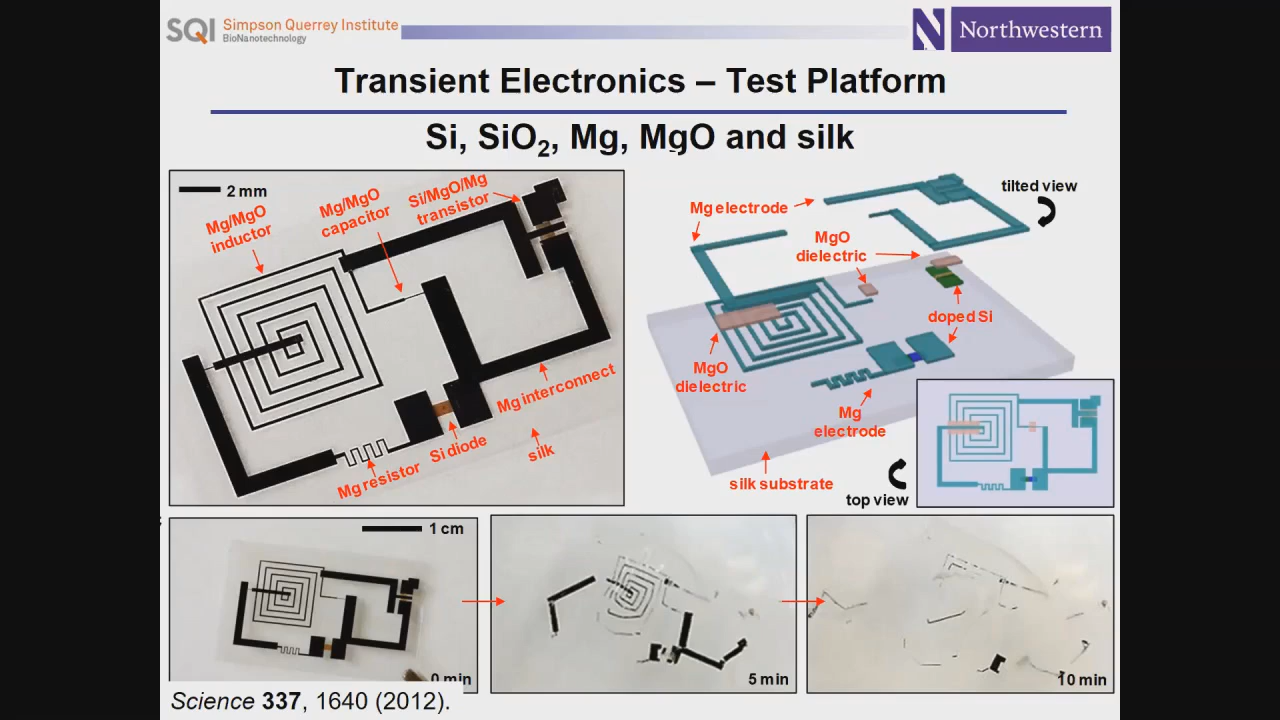 SQI Simpson Querrey Institute
BioNanotechnology
N Northwestern
Transient Electronics – Test Platform
Si, SiO2, Mg, MgO and silk
2 mm
Mg/MgO
inductor
Mg/MgO
capacitor
Si/MgO/Mg
transistor
Mg interconnect
Si diode
silk
Mg resistor
tilted view
Mg electrode
MgO
dielectric
doped Si
MgO
dielectric
Mg
electrode
silk substrate
top view
1 cm
0 min
5 min
10 min
Science 337, 1640 (2012).